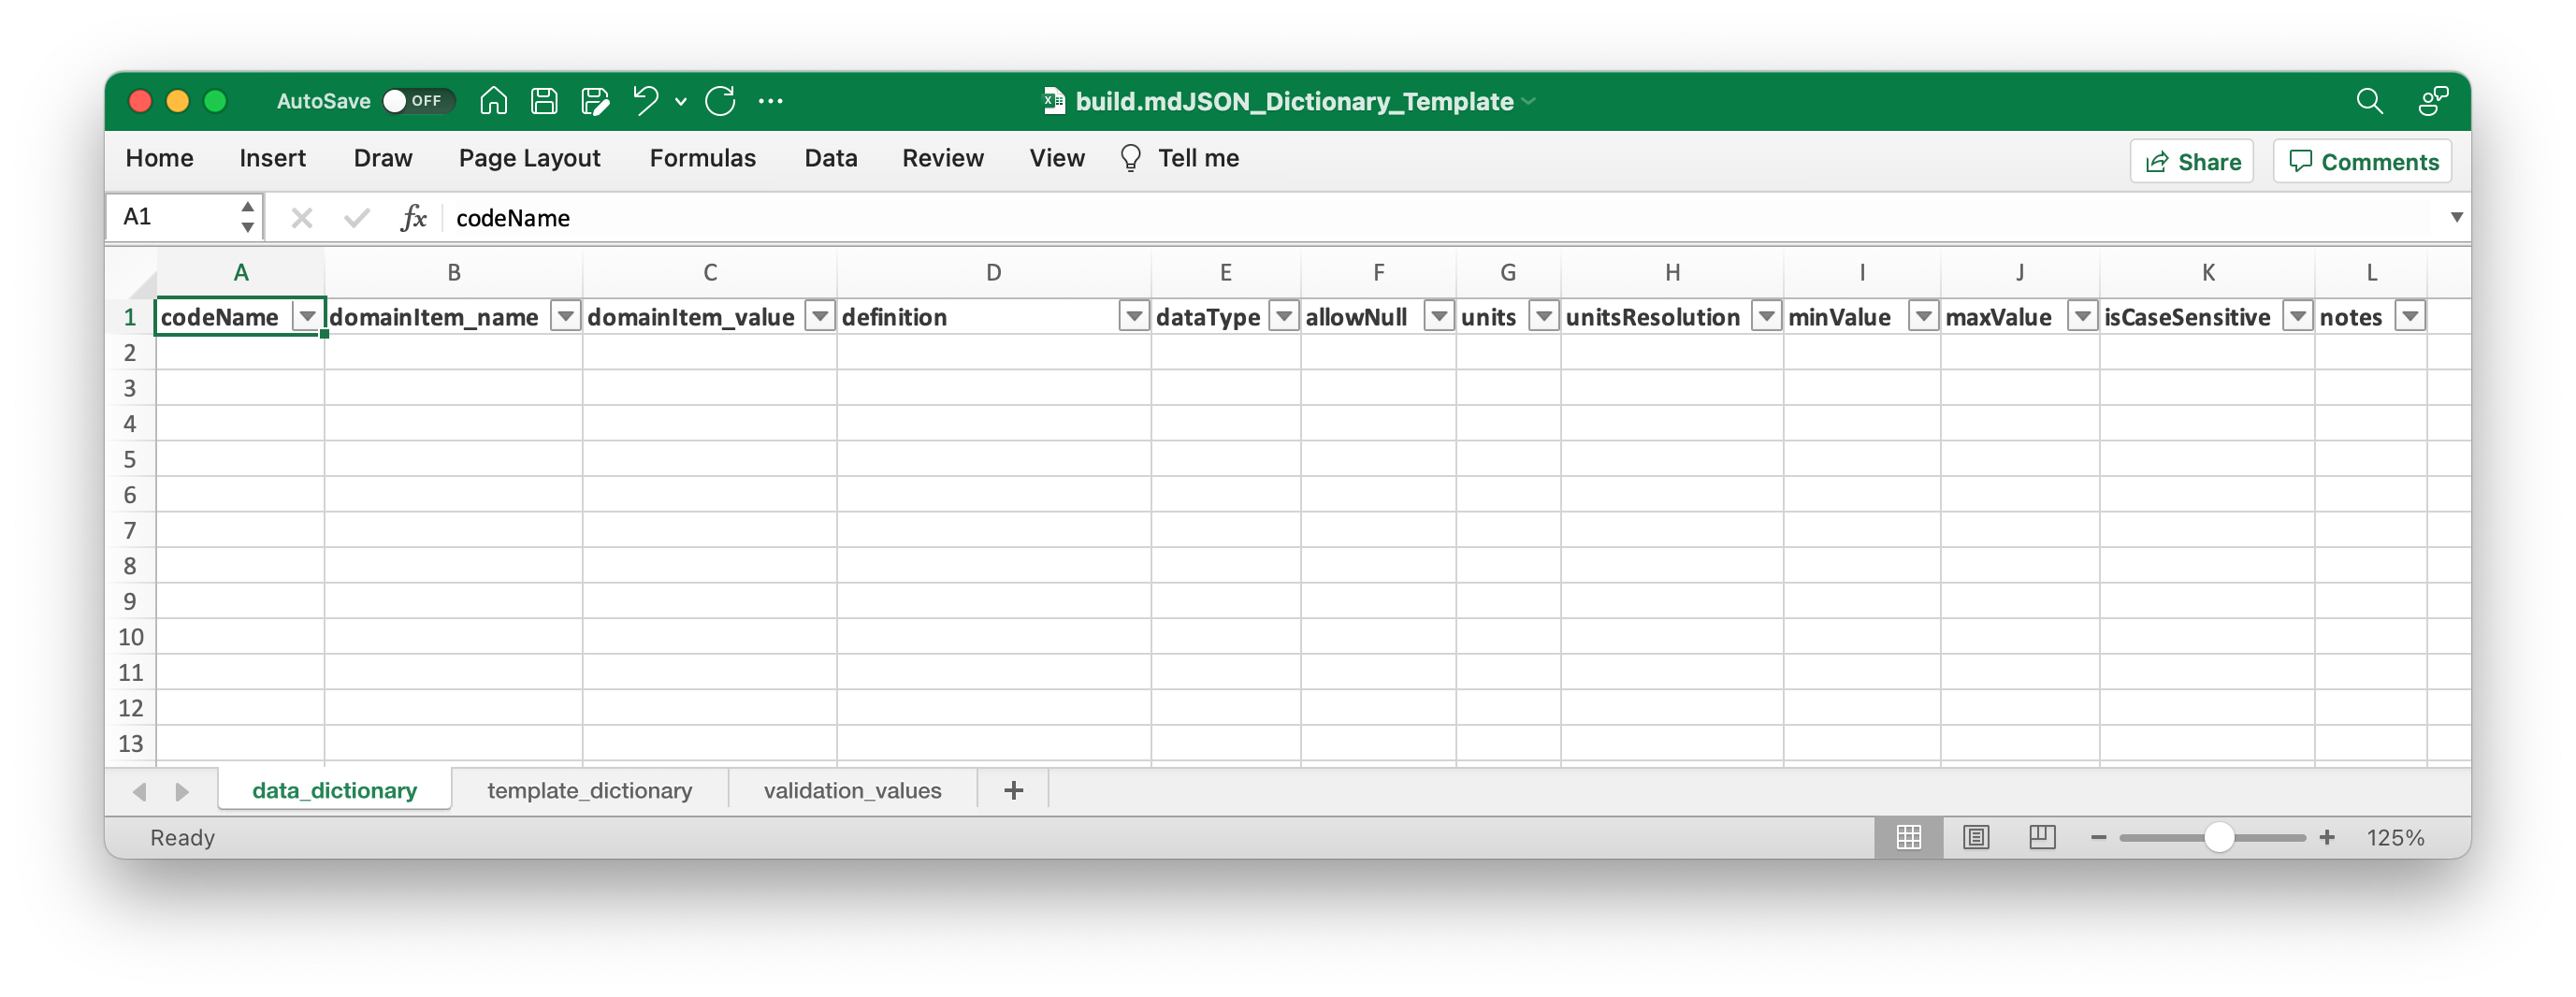 AutoSave OFF build.mdJSON_Dictionary_Template
Home Insert Draw Page Layout Formulas Data Review View Tell me Share Comments
A1 fx codeName
A B C D E F G H I J K L
1 codeName domainItem_name domainItem_value definition dataType allowNull units unitsResolution minValue maxValue isCaseSensitive notes
2
3
4
5
6
7
8
9
10
11
12
13
data_dictionary template_dictionary validation_values +
Ready 125%